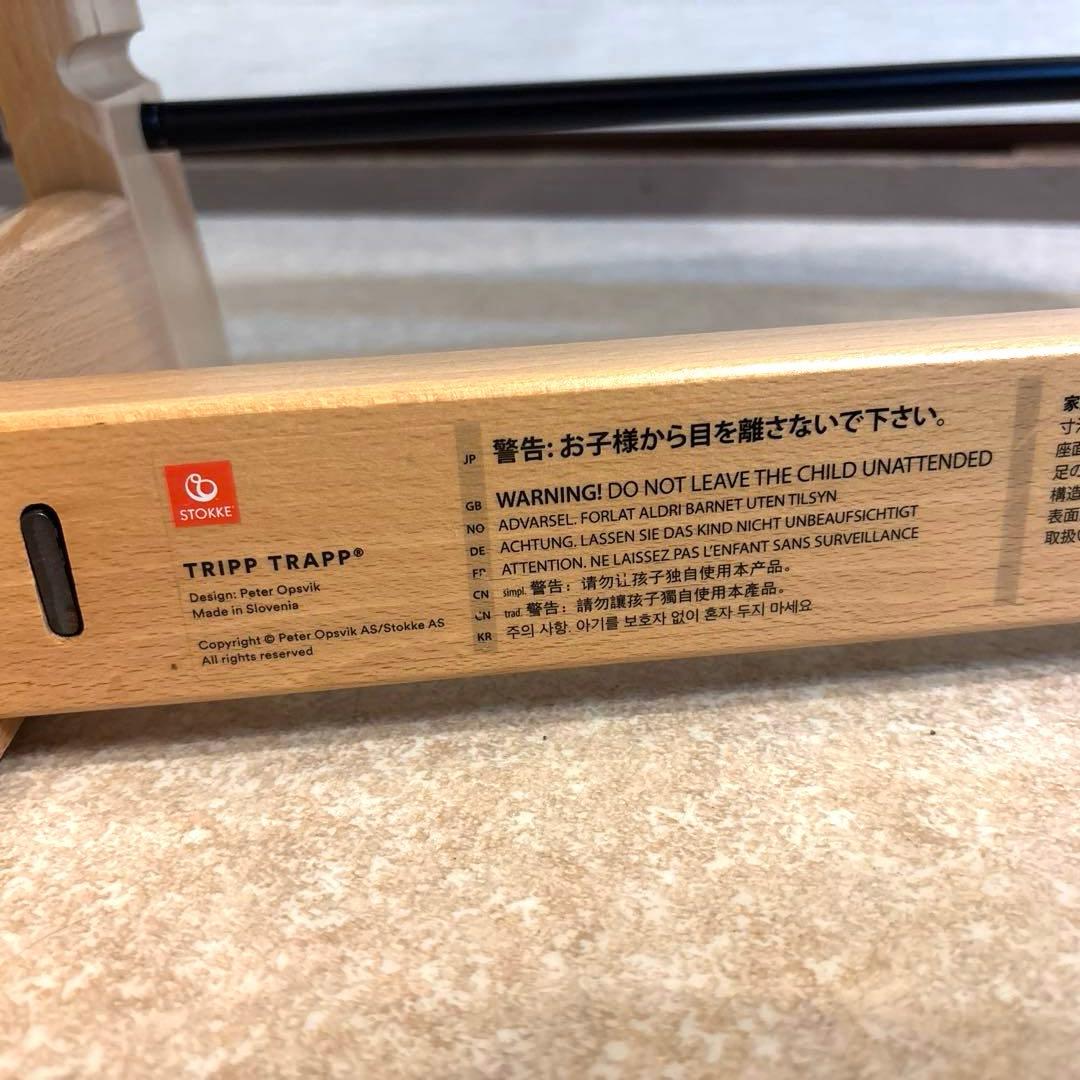 STOKKE
TRIPP TRAPP®
Design: Peter Opsvik
Made in Slovenia
Copyright © Peter Opsvik AS/Stokke AS
All rights reserved
JP 警告: お子様から目を離さないで下さい。
GB WARNING! DO NOT LEAVE THE CHILD UNATTENDED
NO ADVARSEL. FORLAT ALDRI BARNET UTEN TILSYN
DE ACHTUNG. LASSEN SIE DAS KIND NICHT UNBEAUFSICHTIGT
FR ATTENTION. NE LAISSEZ PAS L'ENFANT SANS SURVEILLANCE
CN simpl. 警告：请勿让孩子独自使用本产品。
CN trad. 警告：請勿讓孩子獨自使用本產品。
KR 주의 사항. 아기를 보호자 없이 혼자 두지 마세요
家
寸
座面
足の
構造
表面
取扱い